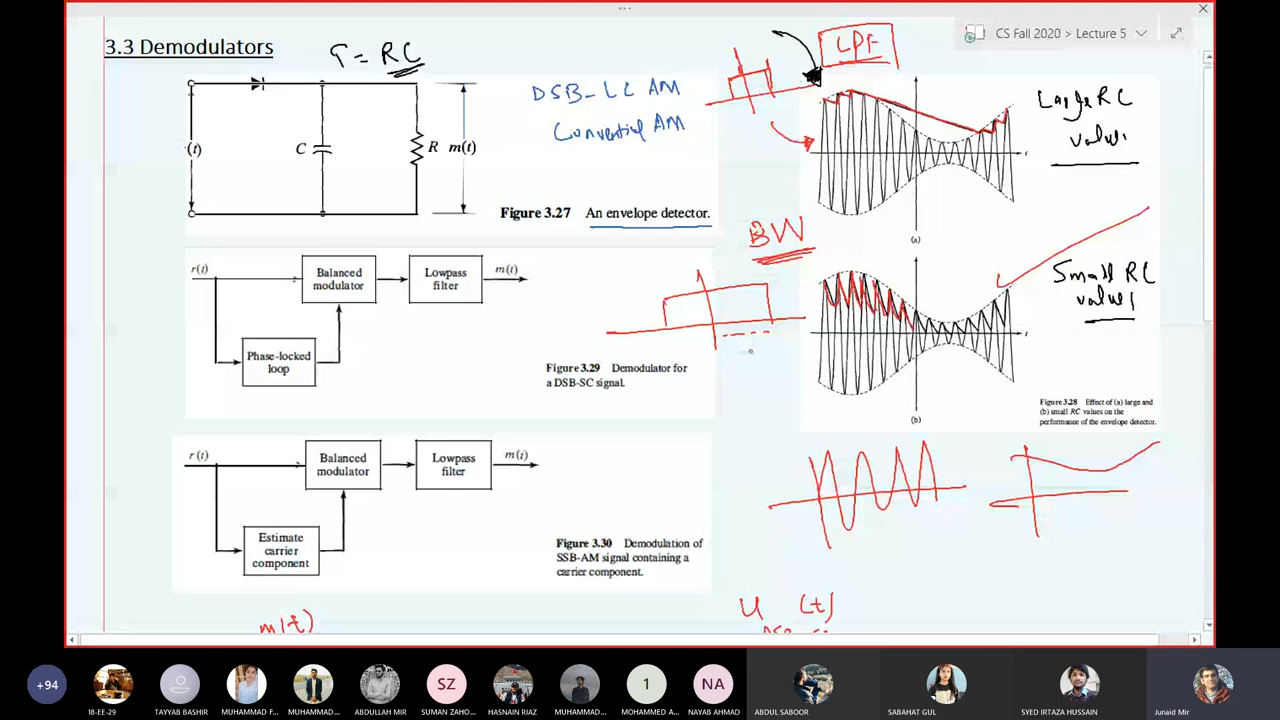 CS Fall 2020 > Lecture 5
3.3 Demodulators
τ = RC
LPF
DSB-LC AM
Large RC
values
C
R m(t)
(t)
t
(a)
Figure 3.27 An envelope detector.
BW
r(t)
Balanced
modulator
Lowpass
filter
m(t)
Phase-locked
loop
Figure 3.29 Demodulator for
a DSB-SC signal.
Small RC
values
t
(b)
Figure 3.28 Effect of (a) large and
(b) small RC values on the
performance of the envelope detector.
r(t)
Balanced
modulator
Lowpass
filter
m(t)
Estimate
carrier
component
Figure 3.30 Demodulation of
SSB-AM signal containing a
carrier component.
m(t)
u (t)
+94
18-EE-29
TAYYAB BASHIR
MUHAMMAD F...
MUHAMMAD...
ABDULLAH MIR
SZ
SUMAN ZAHO...
HASNAIN RIAZ
MUHAMMAD...
1
MOHAMMED A...
NA
NAYAB AHMAD
ABDUL SABOOR
SABAHAT GUL
SYED IRTAZA HUSSAIN
Junaid Mir